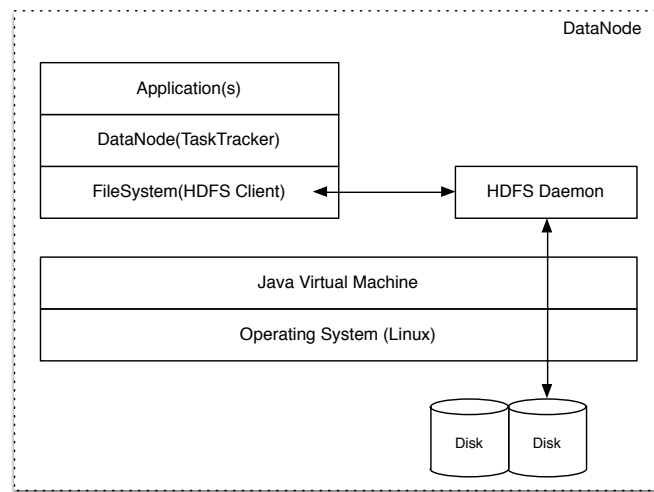 DataNode
Application(s)
DataNode(TaskTracker)
FileSystem(HDFS Client)
HDFS Daemon
Java Virtual Machine
Operating System (Linux)
Disk
Disk